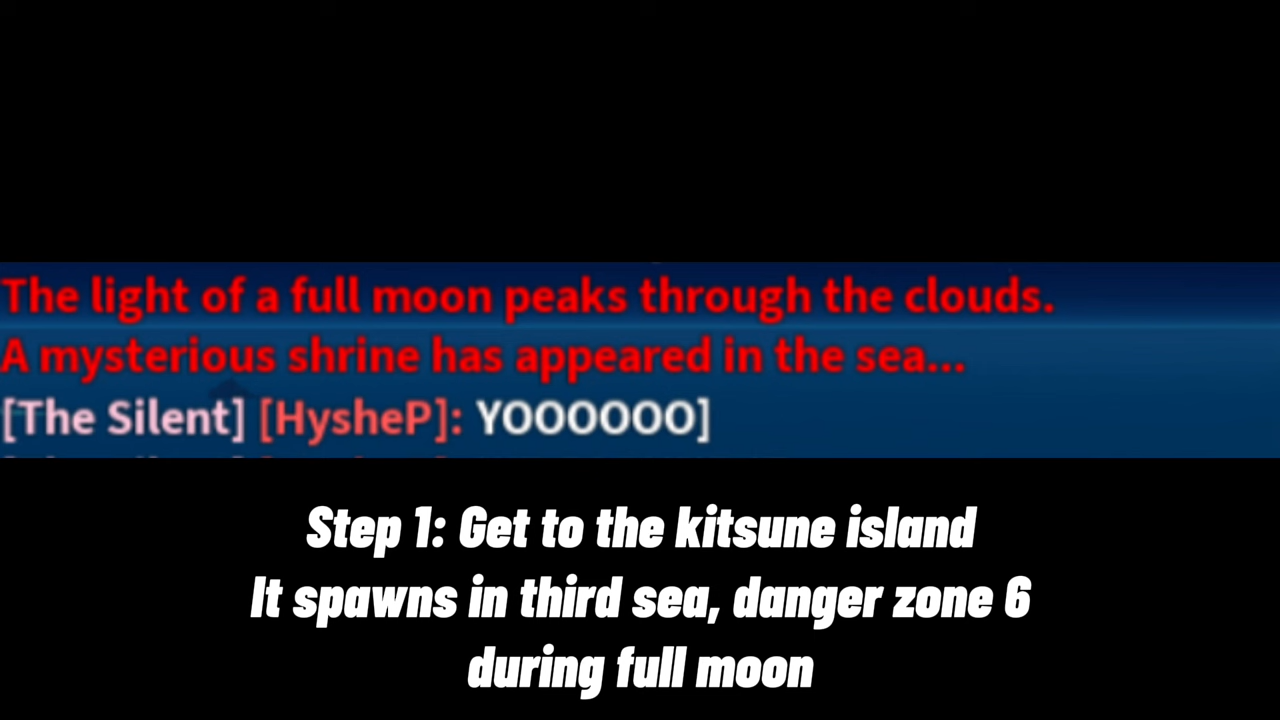 The light of a full moon peaks through the clouds.
A mysterious shrine has appeared in the sea...
[The Silent] [HysheP]: YOOOOOO]
Step 1: Get to the kitsune island
It spawns in third sea, danger zone 6
during full moon